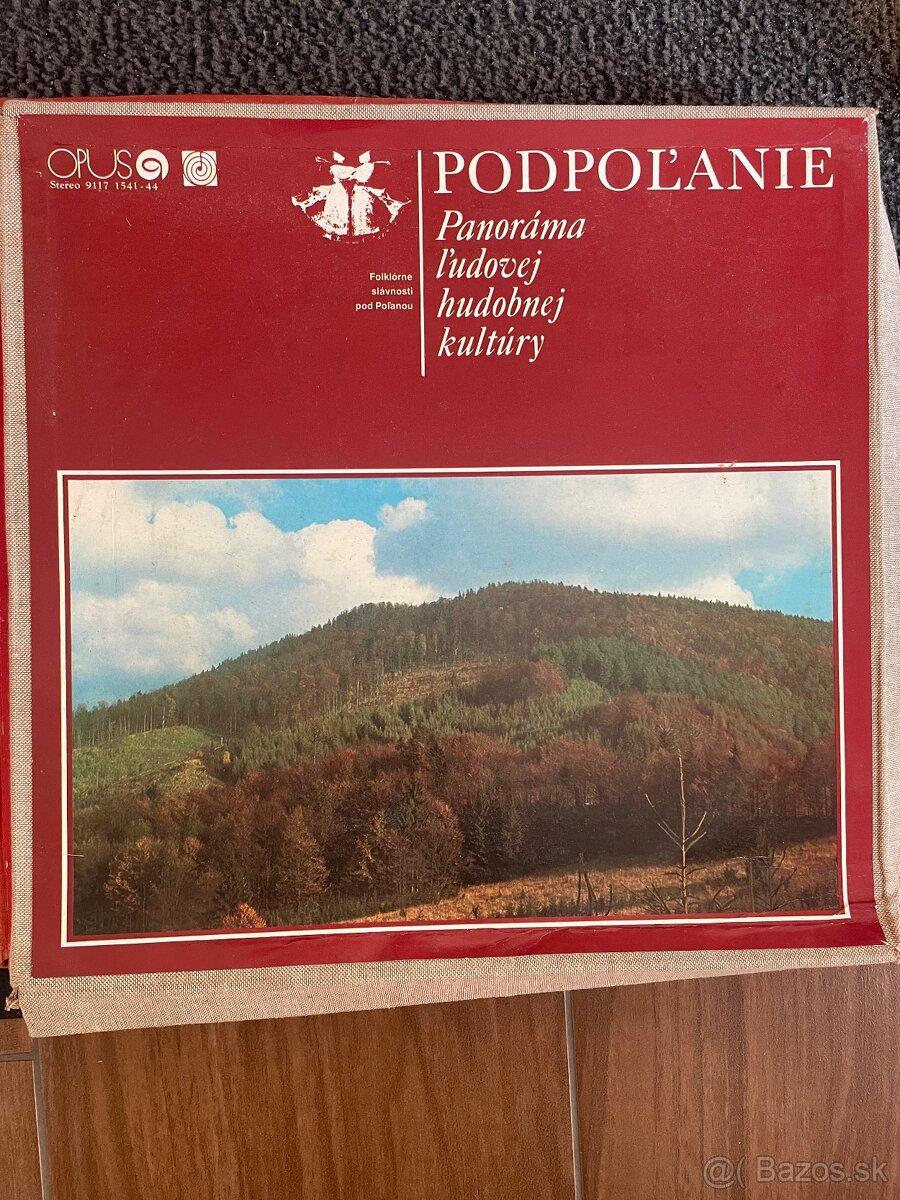 OPUS
Stereo 9117 1541-44
PODPOĽANIE
Panoráma
ľudovej
hudobnej
kultúry
Folklórne
slávnosti
pod Poľanou
@( Bazos.sk